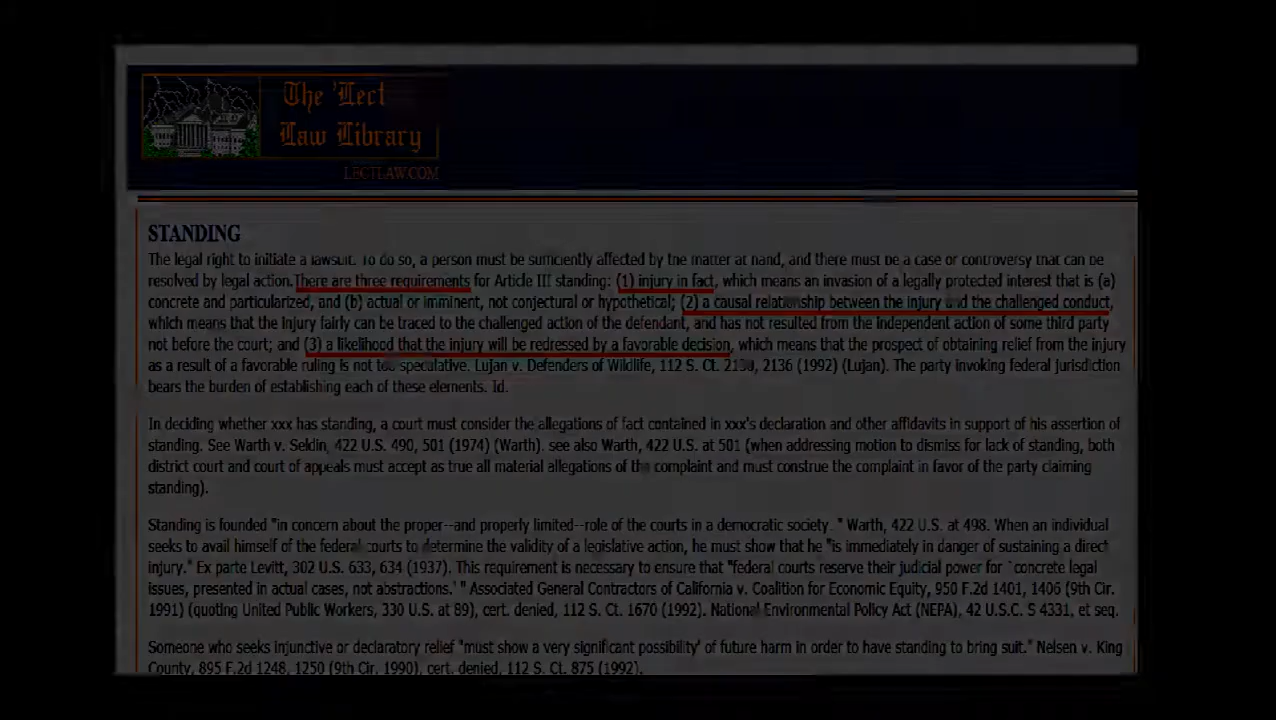 The 'Lect
Law Library
LECTLAW.COM
STANDING
The legal right to initiate a lawsuit. To do so, a person must be sufficiently affected by the matter at hand, and there must be a case or controversy that can be
resolved by legal action. There are three requirements for Article III standing: (1) injury in fact, which means an invasion of a legally protected interest that is (a)
concrete and particularized, and (b) actual or imminent, not conjectural or hypothetical; (2) a causal relationship between the injury and the challenged conduct,
which means that the injury fairly can be traced to the challenged action of the defendant, and has not resulted from the independent action of some third party
not before the court; and (3) a likelihood that the injury will be redressed by a favorable decision, which means that the prospect of obtaining relief from the injury
as a result of a favorable ruling is not too speculative. Lujan v. Defenders of Wildlife, 112 S. Ct. 2130, 2136 (1992) (Lujan). The party invoking federal jurisdiction
bears the burden of establishing each of these elements. Id.
In deciding whether xxx has standing, a court must consider the allegations of fact contained in xxx's declaration and other affidavits in support of his assertion of
standing. See Warth v. Seldin, 422 U.S. 490, 501 (1974) (Warth). see also Warth, 422 U.S. at 501 (when addressing motion to dismiss for lack of standing, both
district court and court of appeals must accept as true all material allegations of the complaint and must construe the complaint in favor of the party claiming
standing).
Standing is founded "in concern about the proper--and properly limited--role of the courts in a democratic society." Warth, 422 U.S. at 498. When an individual
seeks to avail himself of the federal courts to determine the validity of a legislative action, he must show that he "is immediately in danger of sustaining a direct
injury." Ex parte Levitt, 302 U.S. 633, 634 (1937). This requirement is necessary to ensure that "federal courts reserve their judicial power for `concrete legal
issues, presented in actual cases, not abstractions.' " Associated General Contractors of California v. Coalition for Economic Equity, 950 F.2d 1401, 1406 (9th Cir.
1991) (quoting United Public Workers, 330 U.S. at 89), cert. denied, 112 S. Ct. 1670 (1992). National Environmental Policy Act (NEPA), 42 U.S.C. S 4331, et seq.
Someone who seeks injunctive or declaratory relief "must show a very significant possibility' of future harm in order to have standing to bring suit." Nelsen v. King
County, 895 F.2d 1248, 1250 (9th Cir. 1990), cert. denied, 112 S. Ct. 875 (1992).